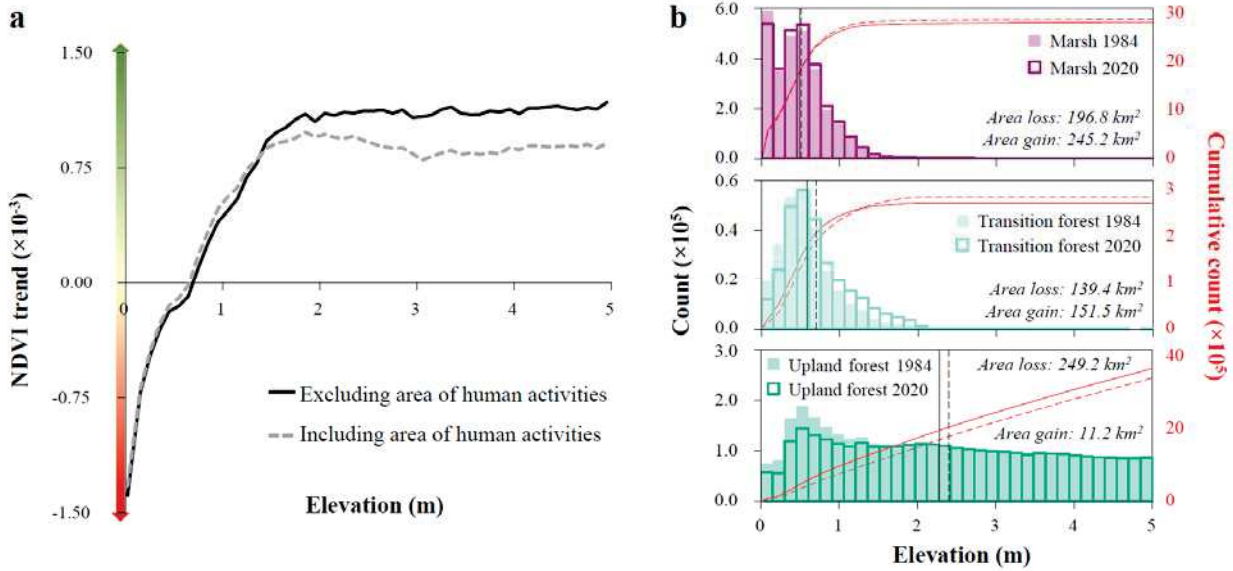 a
1.50
0.75
0.00
-0.75
-1.50
NDVI trend (×10⁻³)
0 1 2 3 4 5
Excluding area of human activities
Including area of human activities
Elevation (m)
b
6.0
4.0
2.0
0.0
30
20
10
0
Marsh 1984
Marsh 2020
Area loss: 196.8 km²
Area gain: 245.2 km²
0.6
0.4
0.2
0.0
3
2
1
0
Transition forest 1984
Transition forest 2020
Area loss: 139.4 km²
Area gain: 151.5 km²
3.0
2.0
1.0
0.0
40
20
0
Upland forest 1984
Upland forest 2020
Area loss: 249.2 km²
Area gain: 11.2 km²
Count (×10⁵)
Cumulative count (×10⁵)
0 1 2 3 4 5
Elevation (m)